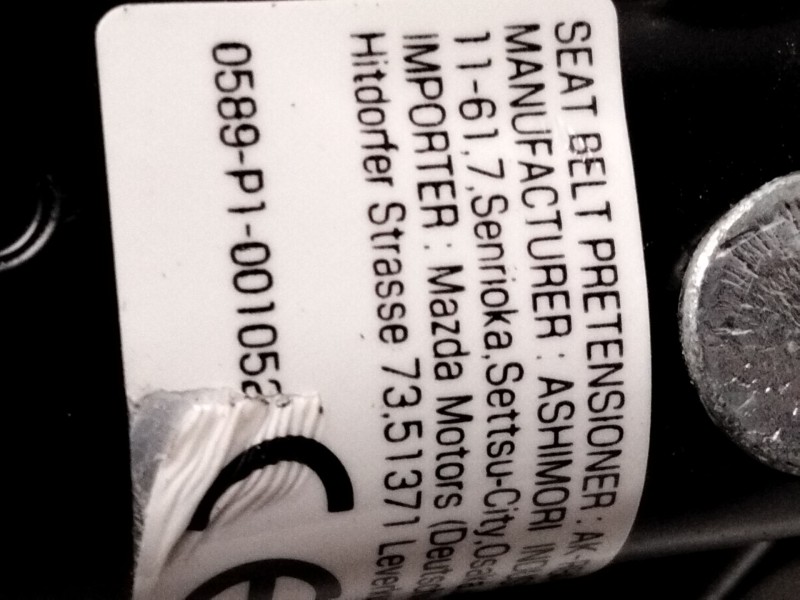 SEAT BELT PRETENSIONER : AK-
MANUFACTURER : ASHIMORI
11-61,7,Senrioka,Settsu-City,
IMPORTER : Mazda Motors
Hitdorfer Strasse 73,51371
0589-P1-00105
CE